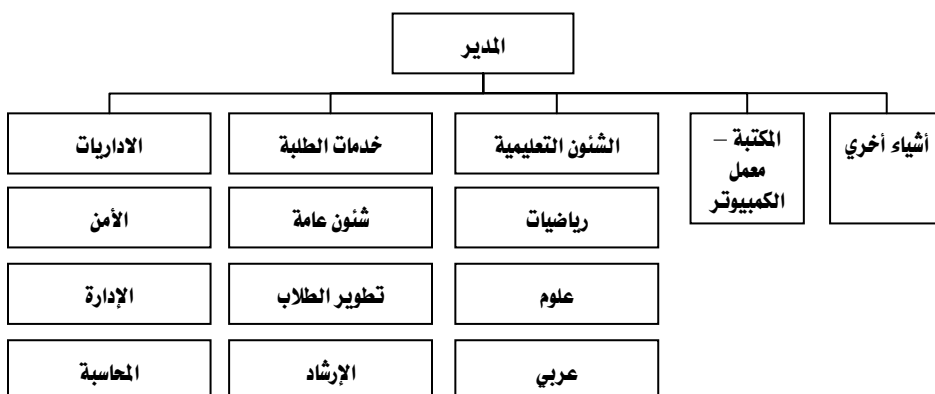 المدير
أشياء أخري
المكتبة –
معمل
الكمبيوتر
الشئون التعليمية
خدمات الطلبة
الاداريات
رياضيات
شئون عامة
الأمن
علوم
تطوير الطلاب
الإدارة
عربي
الإرشاد
المحاسبة